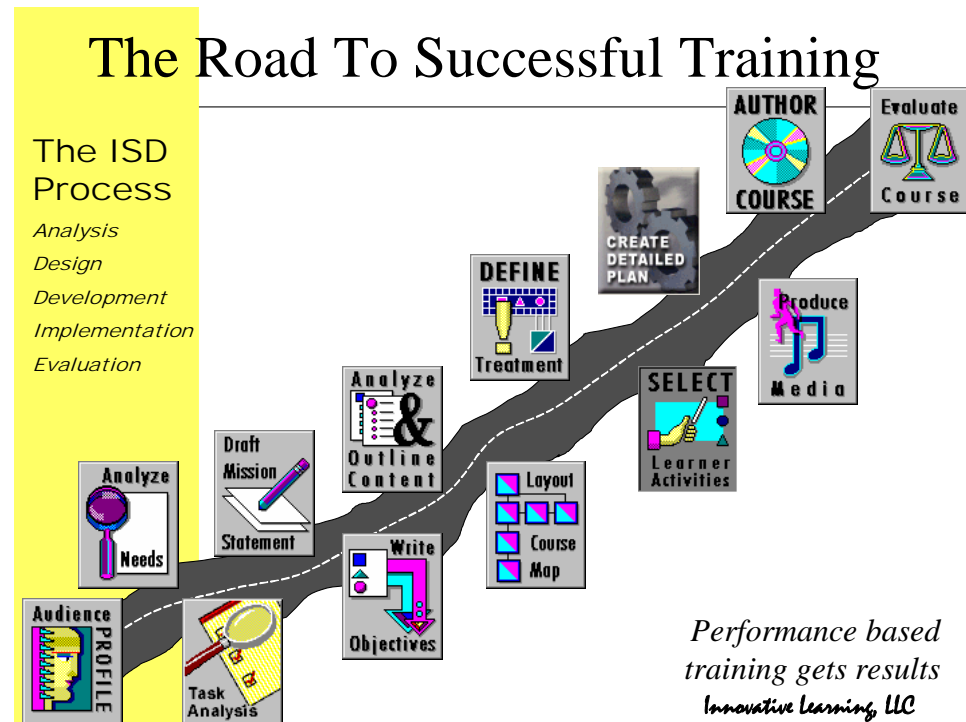 The Road To Successful Training
The ISD
Process
Analysis
Design
Development
Implementation
Evaluation
Audience
PROFILE
Analyze
Needs
Task
Analysis
Draft
Mission
Statement
Write
Objectives
Analyze
&
Outline
Content
Layout
Course
Map
DEFINE
Treatment
SELECT
Learner
Activities
CREATE
DETAILED
PLAN
Produce
Media
AUTHOR
COURSE
Evaluate
Course
Performance based
training gets results
Innovative Learning, LLC